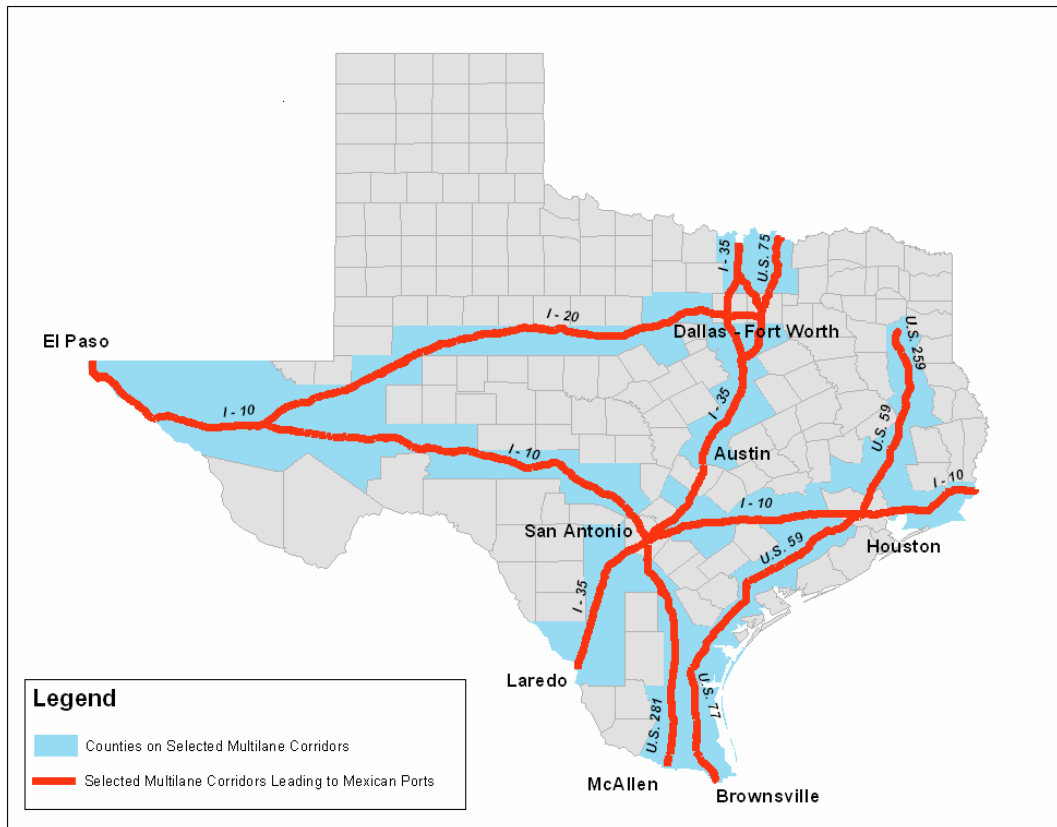 I - 35
U.S. 75
I - 20
Dallas - Fort Worth
U.S. 259
El Paso
I - 10
I - 35
U.S. 59
Austin
I - 10
I - 10
I - 10
San Antonio
U.S. 59
Houston
I - 35
Laredo
U.S. 77
U.S. 281
McAllen
Brownsville
Legend
Counties on Selected Multilane Corridors
Selected Multilane Corridors Leading to Mexican Ports